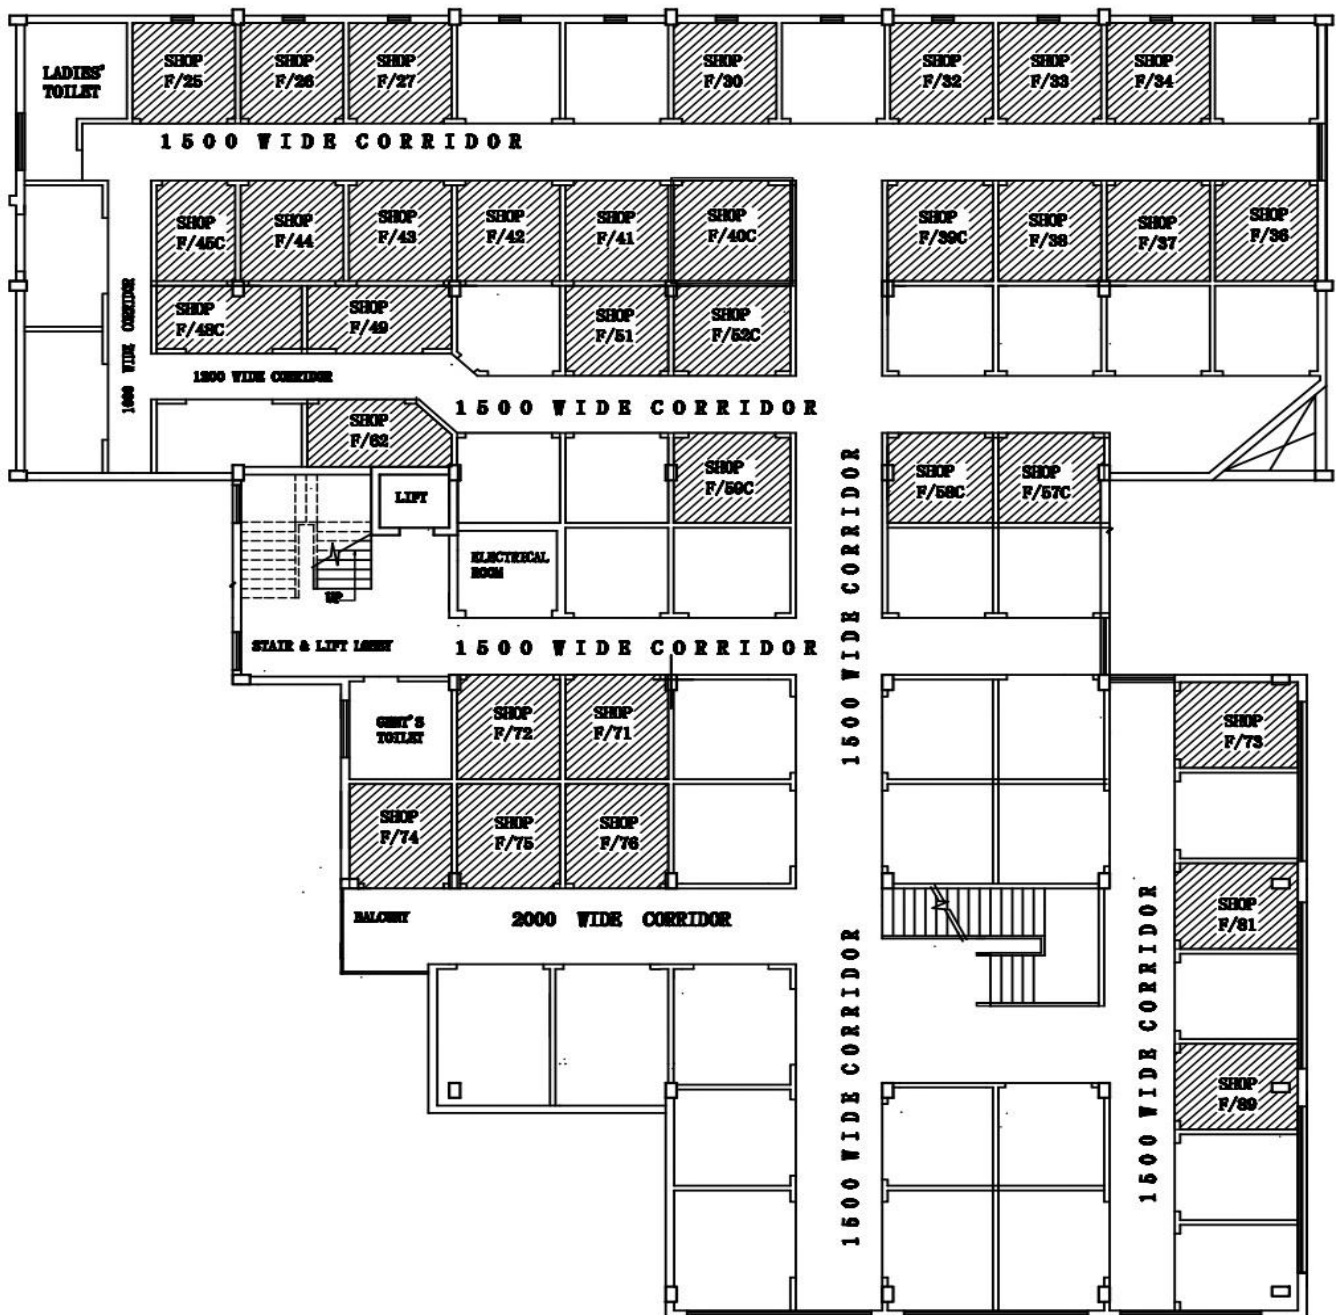 LADIES'
TOILET
SHOP
F/25
SHOP
F/26
SHOP
F/27
SHOP
F/30
SHOP
F/32
SHOP
F/33
SHOP
F/34
1500 WIDE CORRIDOR
SHOP
F/45C
SHOP
F/44
SHOP
F/43
SHOP
F/42
SHOP
F/41
SHOP
F/40C
SHOP
F/39C
SHOP
F/38
SHOP
F/37
SHOP
F/36
SHOP
F/48C
SHOP
F/49
SHOP
F/51
SHOP
F/52C
WIDE CORRIDOR
1200 WIDE CORRIDOR
1500 WIDE CORRIDOR
SHOP
F/62
SHOP
F/59C
SHOP
F/58C
SHOP
F/57C
LIFT
ELECTRICAL
ROOM
UP
STAIR & LIFT LOBBY
1500 WIDE CORRIDOR
1500 WIDE CORRIDOR
GENT'S
TOILET
SHOP
F/72
SHOP
F/71
SHOP
F/73
SHOP
F/74
SHOP
F/75
SHOP
F/76
SHOP
F/81
BALCONY
2000 WIDE CORRIDOR
1500 WIDE CORRIDOR
1500 WIDE CORRIDOR
SHOP
F/89